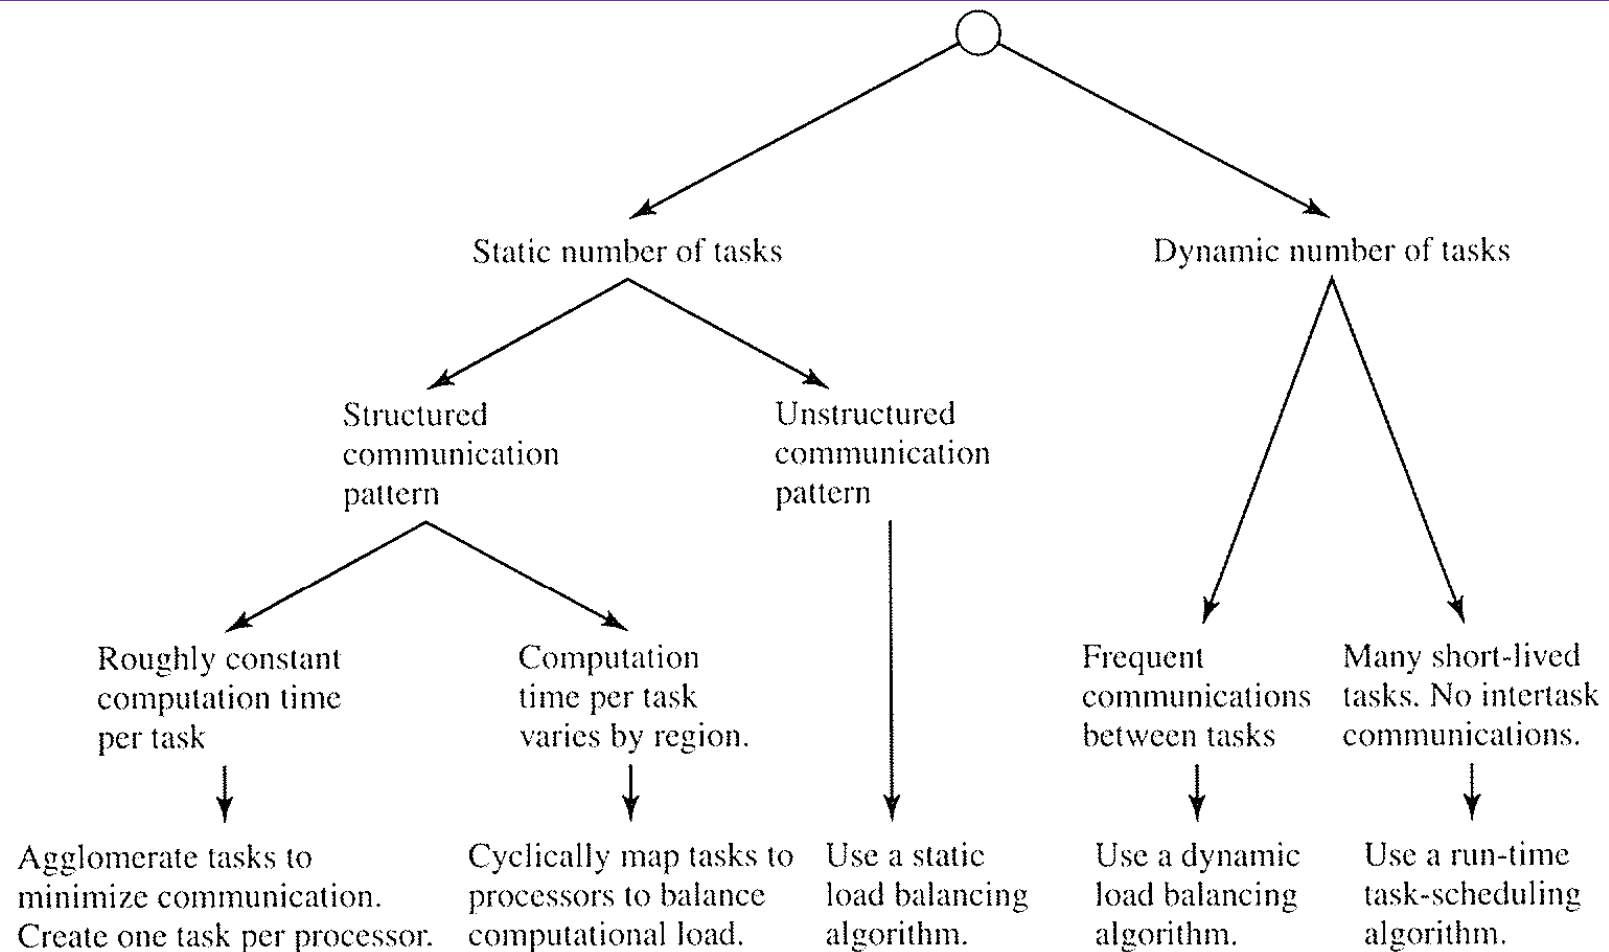 Static number of tasks
Dynamic number of tasks
Structured
communication
pattern
Unstructured
communication
pattern
Roughly constant
computation time
per task
Computation
time per task
varies by region.
Frequent
communications
between tasks
Many short-lived
tasks. No intertask
communications.
Agglomerate tasks to
minimize communication.
Create one task per processor.
Cyclically map tasks to
processors to balance
computational load.
Use a static
load balancing
algorithm.
Use a dynamic
load balancing
algorithm.
Use a run-time
task-scheduling
algorithm.